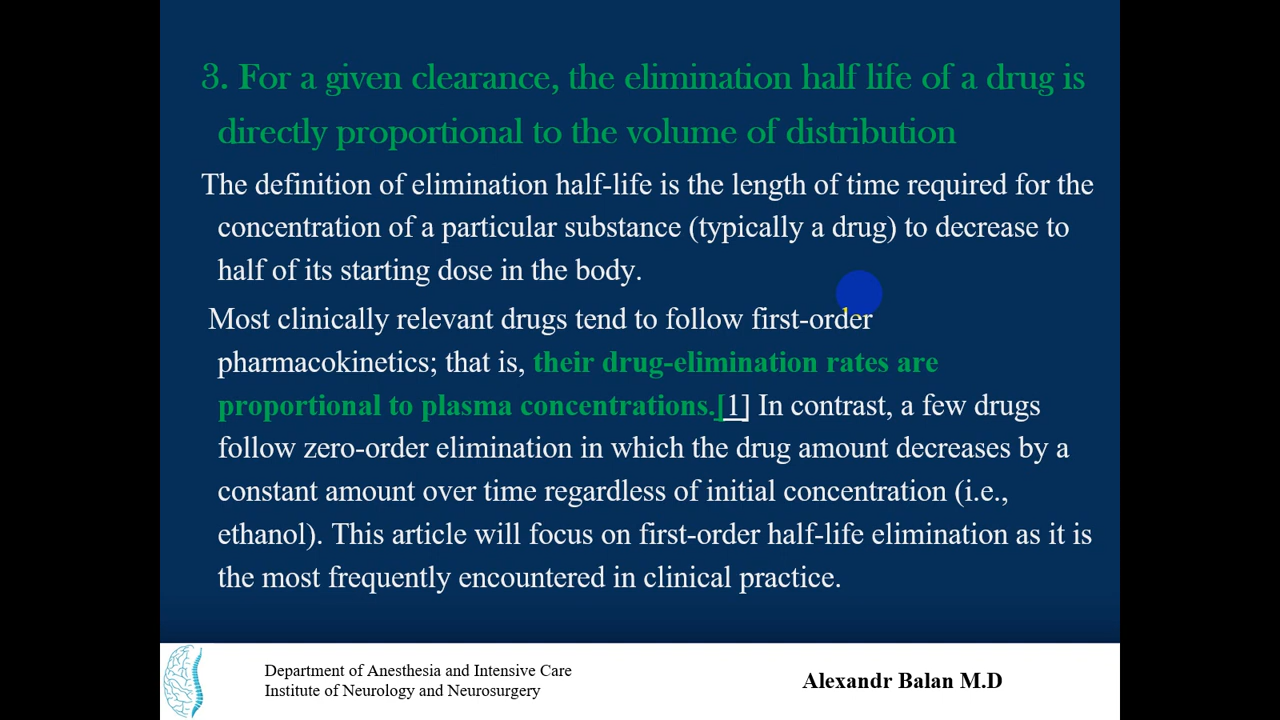 3. For a given clearance, the elimination half life of a drug is
directly proportional to the volume of distribution
The definition of elimination half-life is the length of time required for the
concentration of a particular substance (typically a drug) to decrease to
half of its starting dose in the body.
Most clinically relevant drugs tend to follow first-order
pharmacokinetics; that is, their drug-elimination rates are
proportional to plasma concentrations.[1] In contrast, a few drugs
follow zero-order elimination in which the drug amount decreases by a
constant amount over time regardless of initial concentration (i.e.,
ethanol). This article will focus on first-order half-life elimination as it is
the most frequently encountered in clinical practice.
Department of Anesthesia and Intensive Care
Institute of Neurology and Neurosurgery
Alexandr Balan M.D